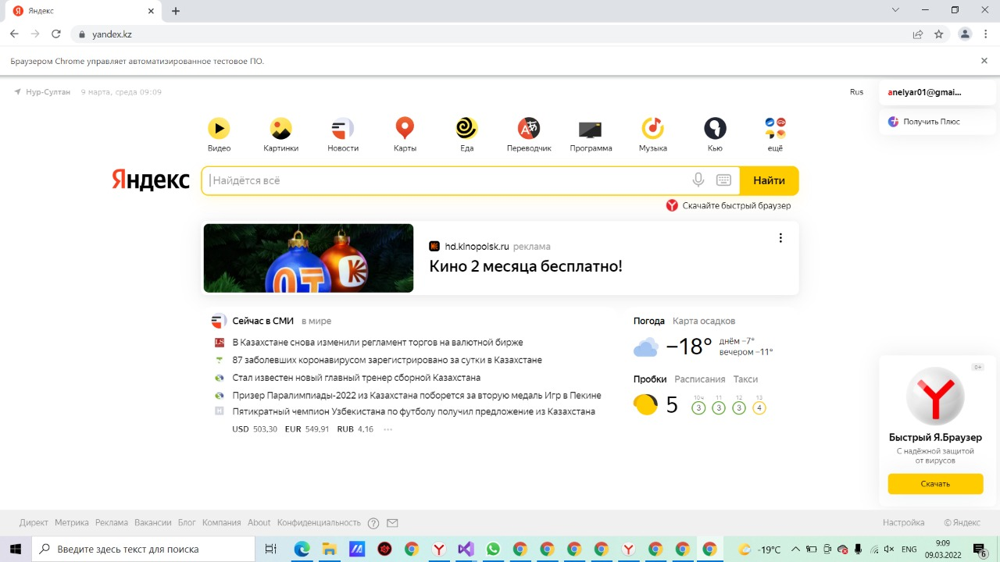 Яндекс
yandex.kz
Браузером Chrome управляет автоматизированное тестовое ПО.
Нур-Султан 9 марта, среда 09:09
Rus
anelyar01@gmai...
Получить Плюс
Видео Картинки Новости Карты Еда Переводчик Программа Музыка Кью ещё
Яндекс Найдётся всё Найти
Скачайте быстрый браузер
ОТ К
hd.kinopoisk.ru реклама
Кино 2 месяца бесплатно!
Сейчас в СМИ в мире
LS В Казахстане снова изменили регламент торгов на валютной бирже
87 заболевших коронавирусом зарегистрировано за сутки в Казахстане
Стал известен новый главный тренер сборной Казахстана
Призер Паралимпиады-2022 из Казахстана поборется за вторую медаль Игр в Пекине
Н Пятикратный чемпион Узбекистана по футболу получил предложение из Казахстана
USD 503,30 EUR 549,91 RUB 4,16 ...
Погода Карта осадков
−18° днём −7°
вечером −11°
Пробки Расписания Такси
5
10ч 11 12 13
3 3 3 4
0+
Быстрый Я.Браузер
С надёжной защитой
от вирусов
Скачать
Директ Метрика Реклама Вакансии Блог Компания About Конфиденциальность ?
Настройка © Яндекс
Введите здесь текст для поиска
-19°C
ENG
9:09
09.03.2022
6